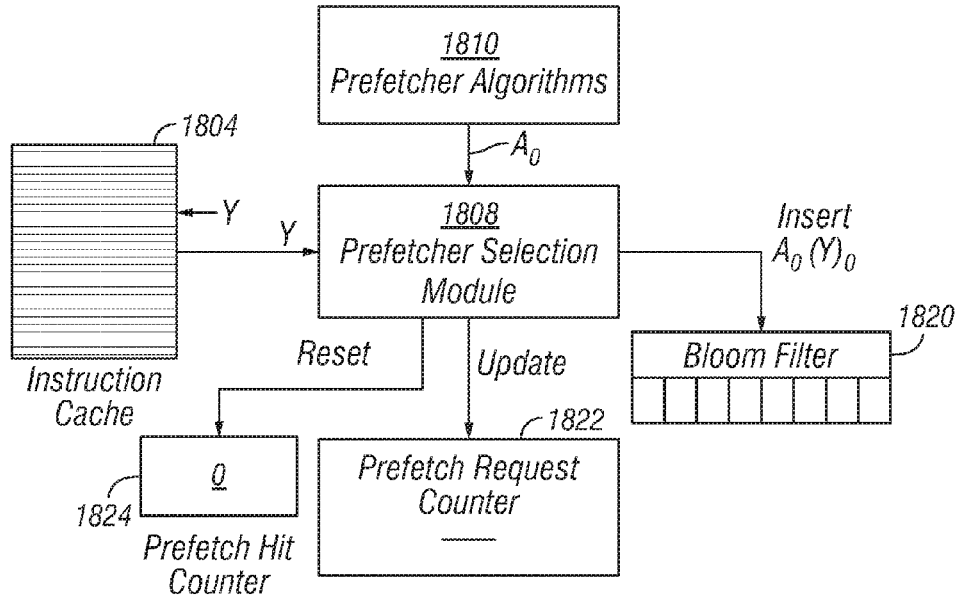 1810
Prefetcher Algorithms
1804
A0
Y
Y
1808
Prefetcher Selection
Module
Insert
A0 (Y)0
1820
Bloom Filter
Reset
Update
Instruction
Cache
1822
Prefetch Request
Counter
0
1824
Prefetch Hit
Counter